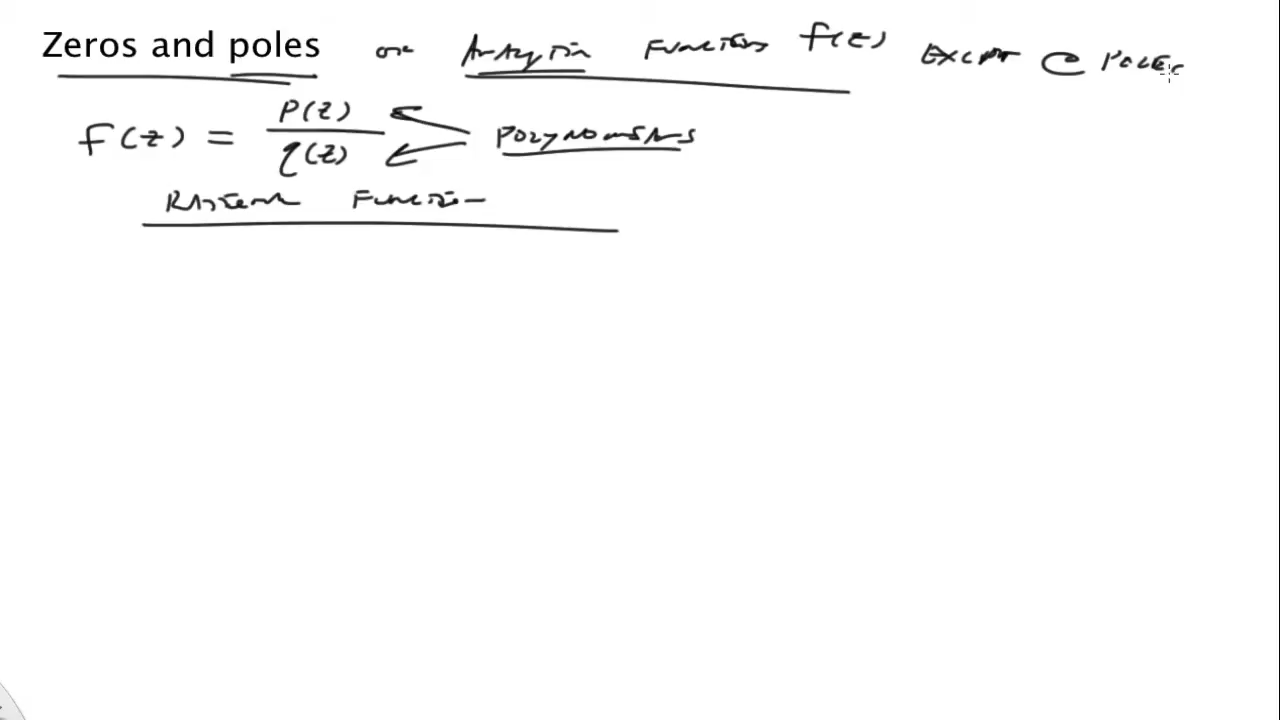 Zeros and poles of Analytic Functions f(z) EXCEPT @ POLES
f(z) = p(z) / q(z) POLYNOMIALS
Rational Function